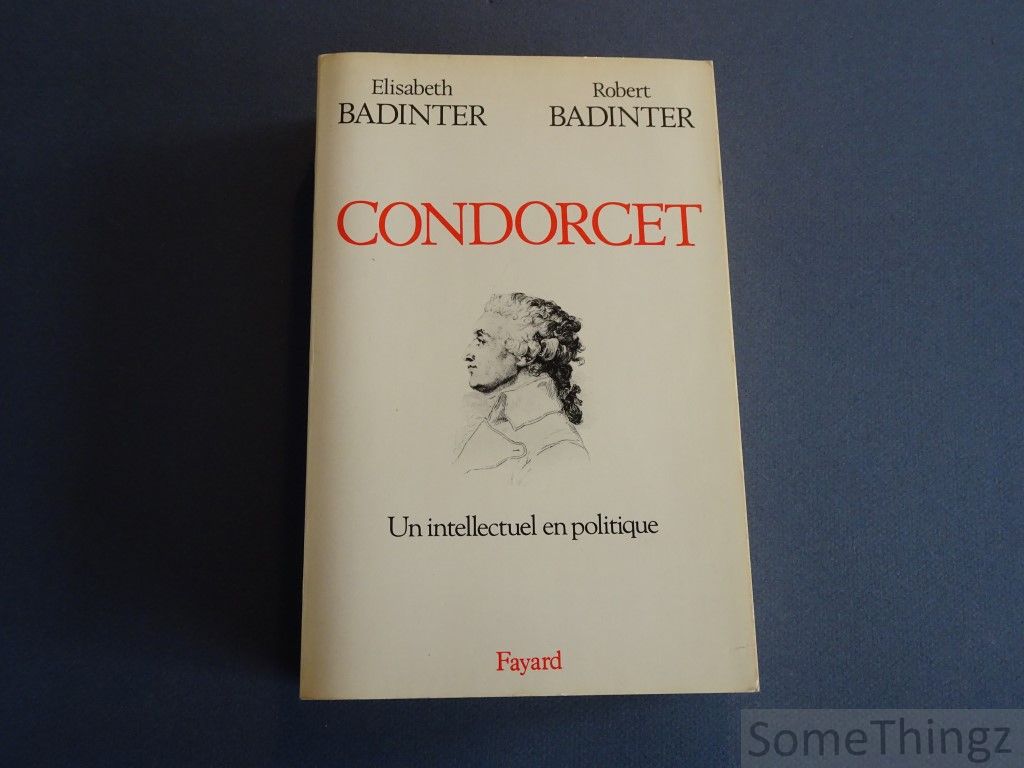 Elisabeth
BADINTER
Robert
BADINTER
CONDORCET
Un intellectuel en politique
Fayard
SomeThingz